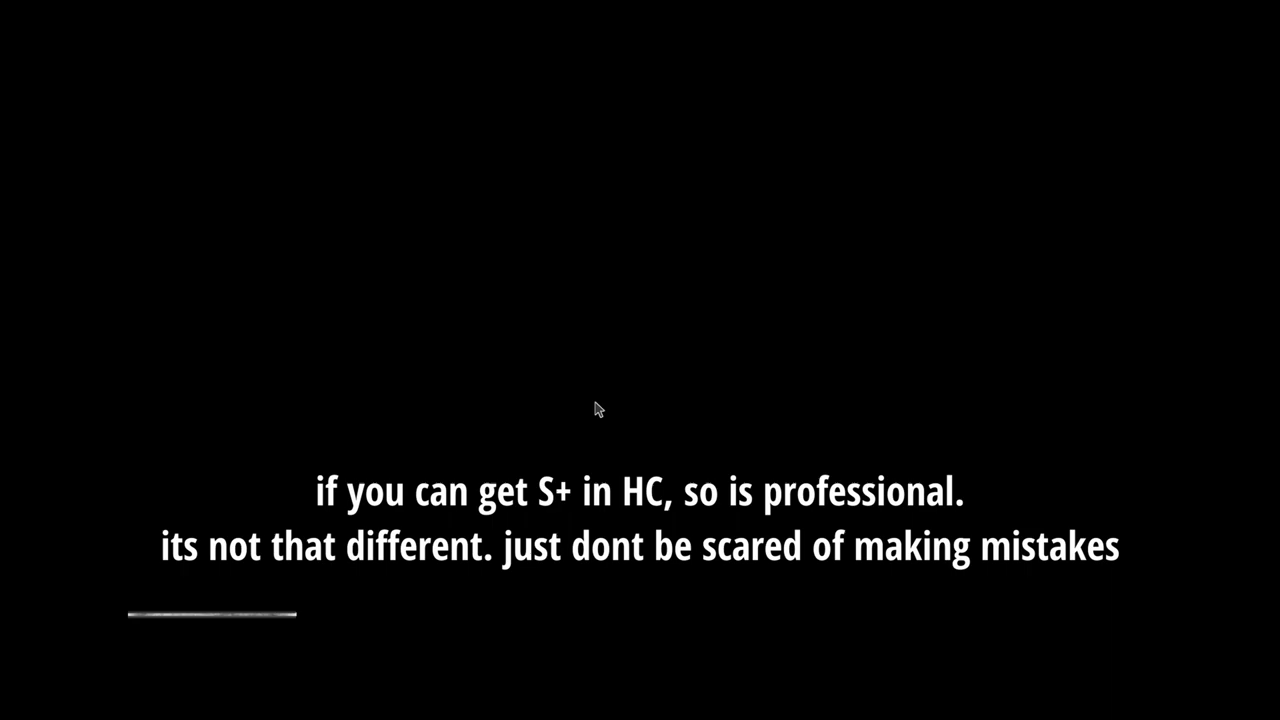 if you can get S+ in HC, so is professional.
its not that different. just dont be scared of making mistakes